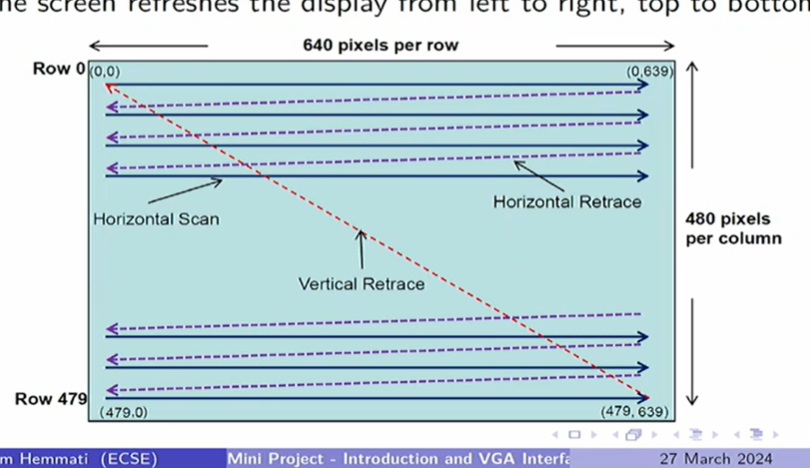 ne screen refreshes the display from left to right, top to botton
640 pixels per row
Row 0 (0,0) (0,639)
Horizontal Scan
Horizontal Retrace
480 pixels
per column
Vertical Retrace
Row 479
(479.0) (479, 639)
m Hemmati (ECSE) Mini Project - Introduction and VGA Interfa 27 March 2024